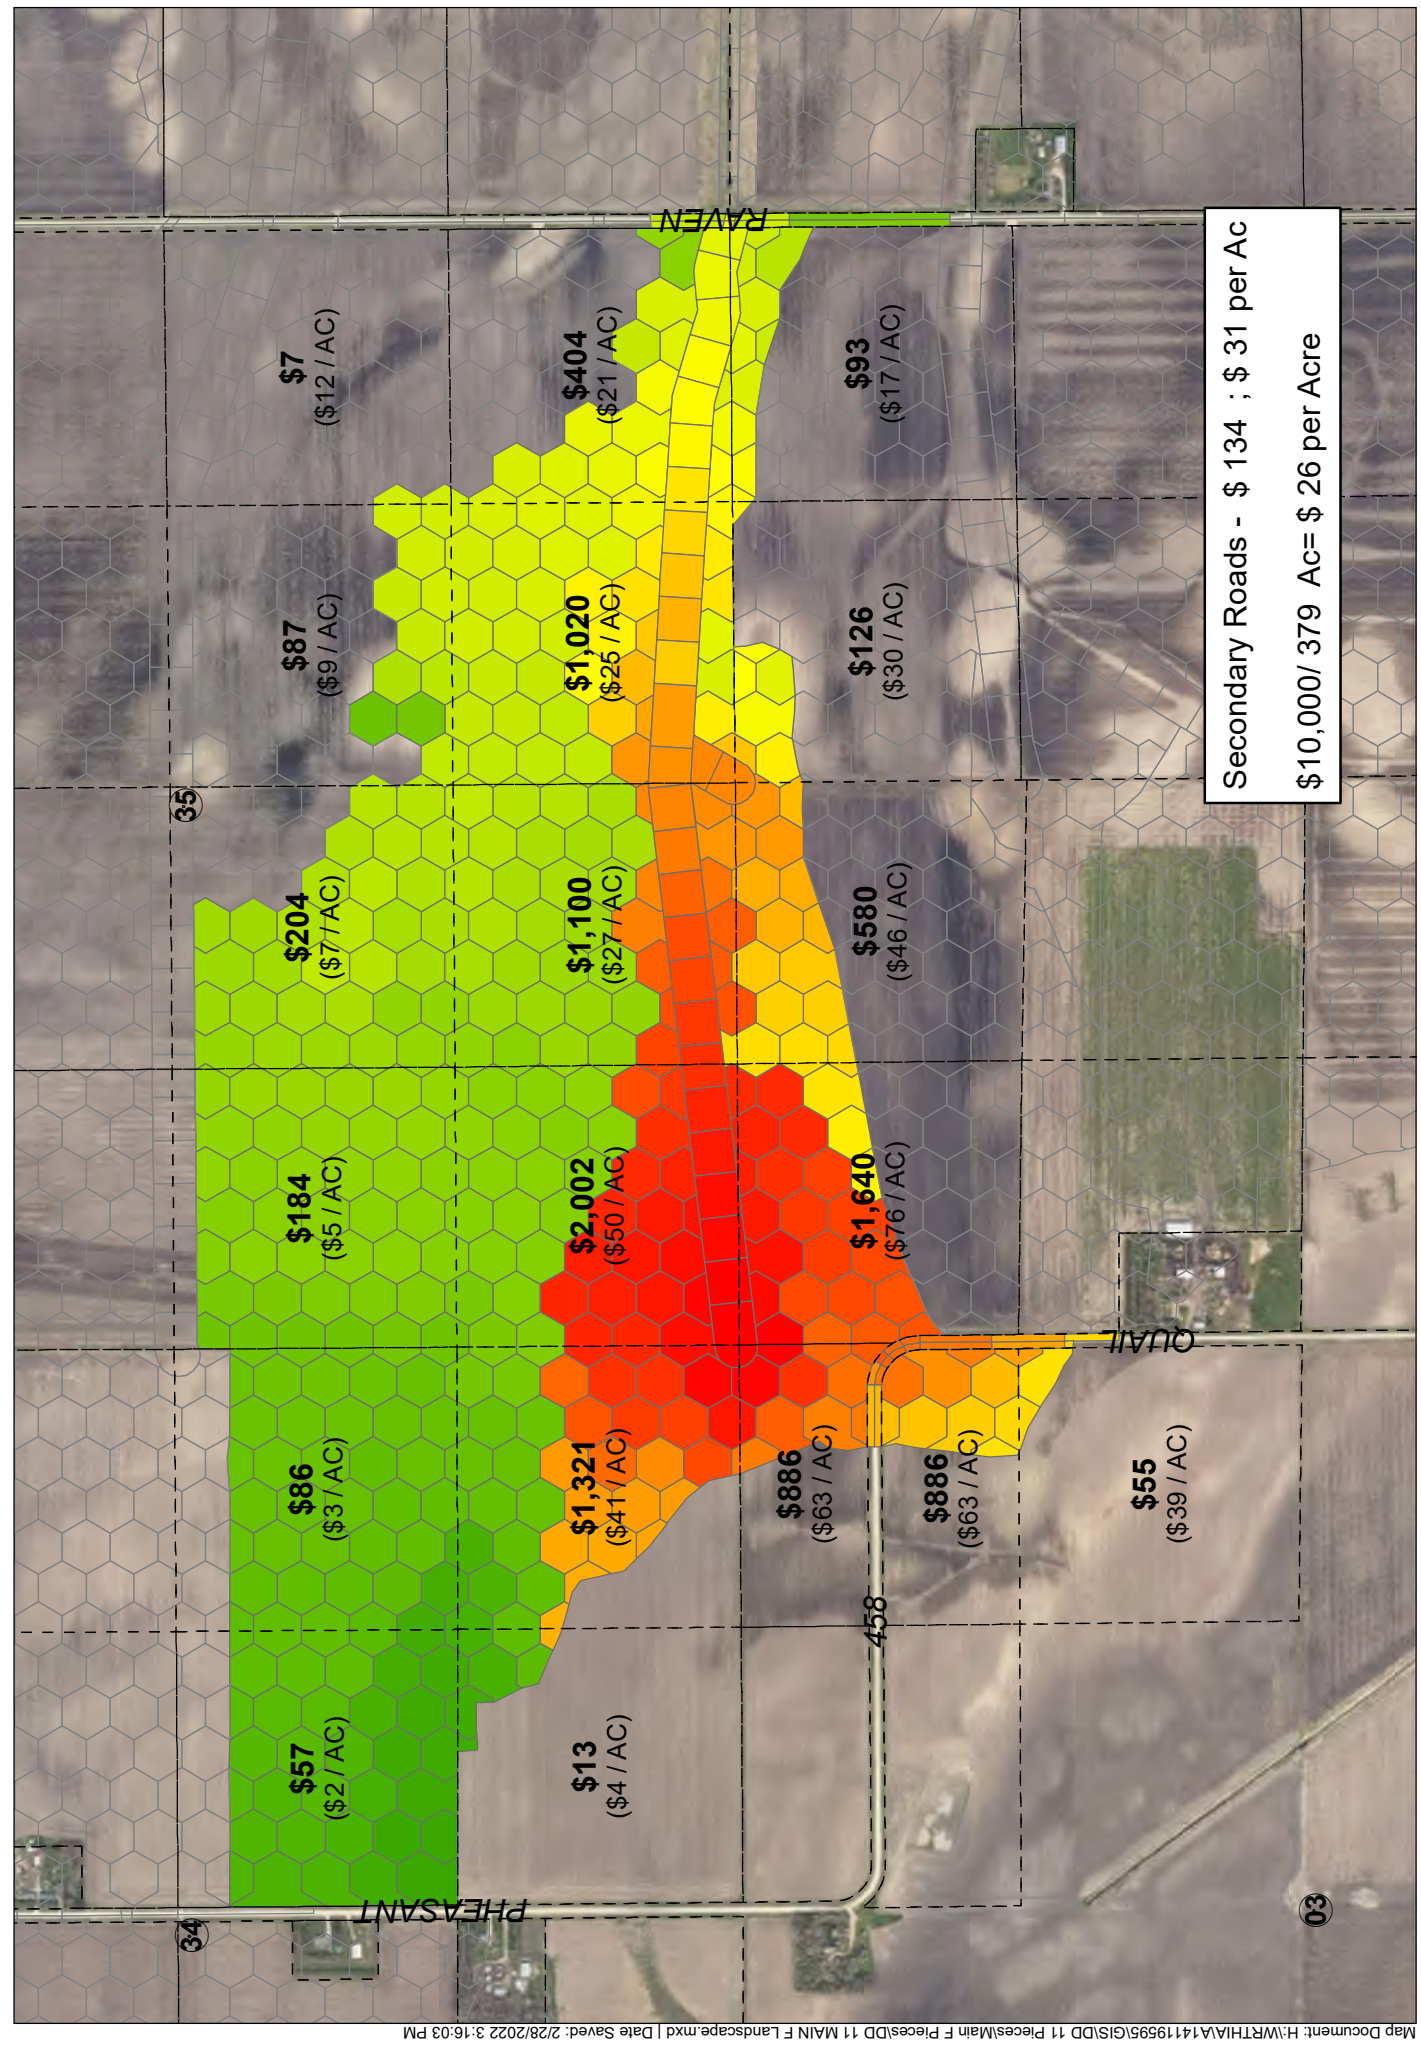 35
34
03
RAVEN
QUAIL
PHEASANT
458
$7
($12 / AC)
$404
($21 / AC)
$93
($17 / AC)
$87
($9 / AC)
$1,020
($25 / AC)
$126
($30 / AC)
$204
($7 / AC)
$1,100
($27 / AC)
$580
($46 / AC)
$184
($5 / AC)
$2,002
($50 / AC)
$1,640
($76 / AC)
$86
($3 / AC)
$1,321
($41 / AC)
$886
($63 / AC)
$886
($63 / AC)
$55
($39 / AC)
$57
($2 / AC)
$13
($4 / AC)
Secondary Roads - $ 134 ; $ 31 per Ac
$10,000/ 379 Ac= $ 26 per Acre
Map Document: H:\WRTHIA\A14119595\GIS\DD 11 Pieces\Main F Pieces\DD 11 MAIN F Landscape.mxd | Date Saved: 2/28/2022 3:16:03 PM